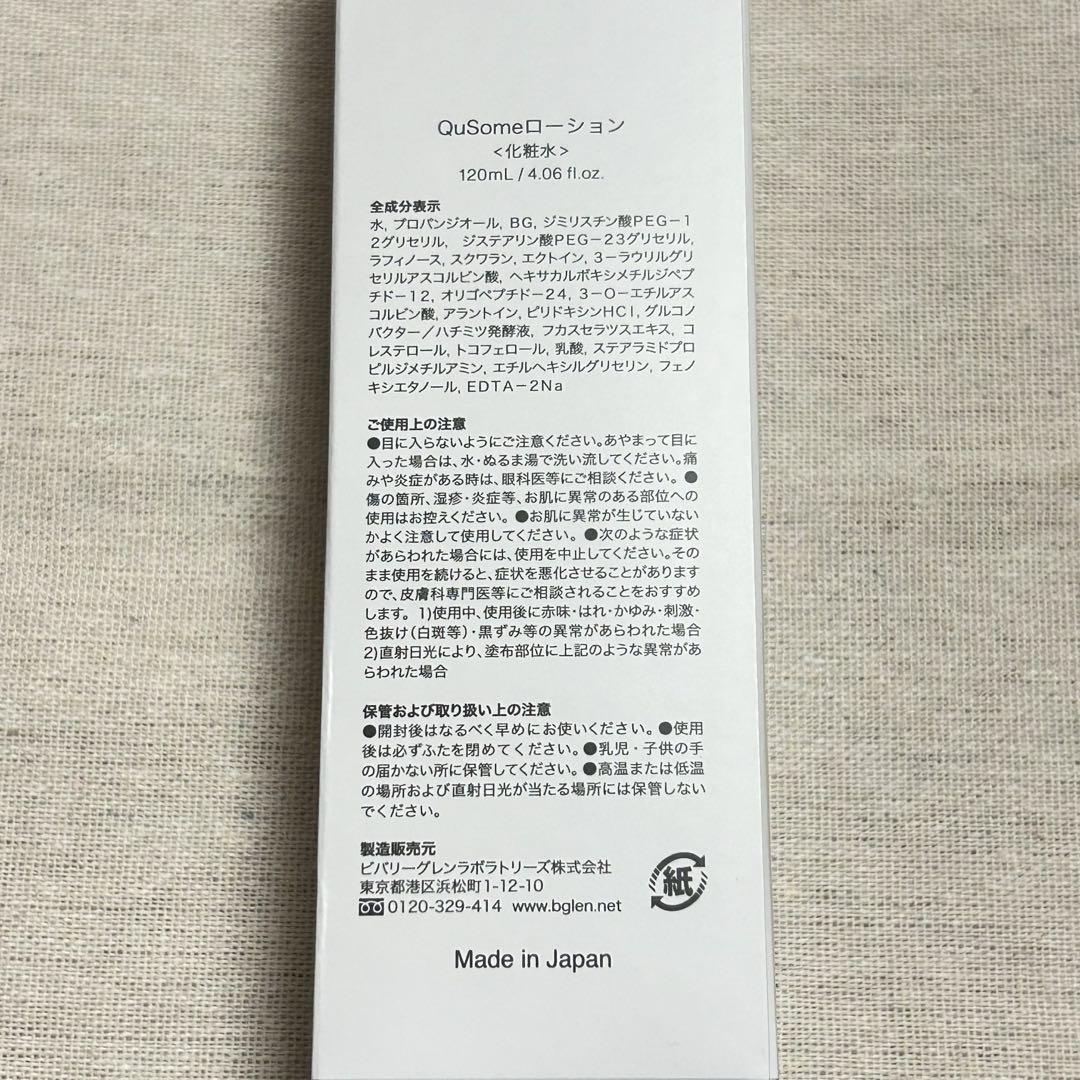 QuSomeローション
<化粧水>
120mL / 4.06 fl.oz.
全成分表示
水, プロパンジオール, BG, ジミリスチン酸PEG－1
2グリセリル, ジステアリン酸PEG－23グリセリル,
ラフィノース, スクワラン, エクトイン, 3－ラウリルグリ
セリルアスコルビン酸, ヘキサカルボキシメチルジペプ
チド－12, オリゴペプチド－24, 3－O－エチルアス
コルビン酸, アラントイン, ピリドキシンHCl, グルコノ
バクター／ハチミツ発酵液, フカスセラツスエキス, コ
レステロール, トコフェロール, 乳酸, ステアラミドプロ
ピルジメチルアミン, エチルヘキシルグリセリン, フェノ
キシエタノール, EDTA－2Na
ご使用上の注意
●目に入らないようにご注意ください。あやまって目に
入った場合は、水・ぬるま湯で洗い流してください。痛
みや炎症がある時は、眼科医等にご相談ください。 ●
傷の箇所、湿疹・炎症等、お肌に異常のある部位への
使用はお控えください。 ●お肌に異常が生じていない
かよく注意して使用してください。 ●次のような症状
があらわれた場合には、使用を中止してください。その
まま使用を続けると、症状を悪化させることがあります
ので、皮膚科専門医等にご相談されることをおすすめ
します。 1)使用中、使用後に赤味・はれ・かゆみ・刺激・
色抜け（白斑等）・黒ずみ等の異常があらわれた場合
2)直射日光により、塗布部位に上記のような異常があ
らわれた場合
保管および取り扱い上の注意
●開封後はなるべく早めにお使いください。●使用
後は必ずふたを閉めてください。●乳児・子供の手
の届かない所に保管してください。●高温または低温
の場所および直射日光が当たる場所には保管しない
でください。
製造販売元
ビバリーグレンラボラトリーズ株式会社
東京都港区浜松町1-12-10
0120-329-414 www.bglen.net
紙
Made in Japan